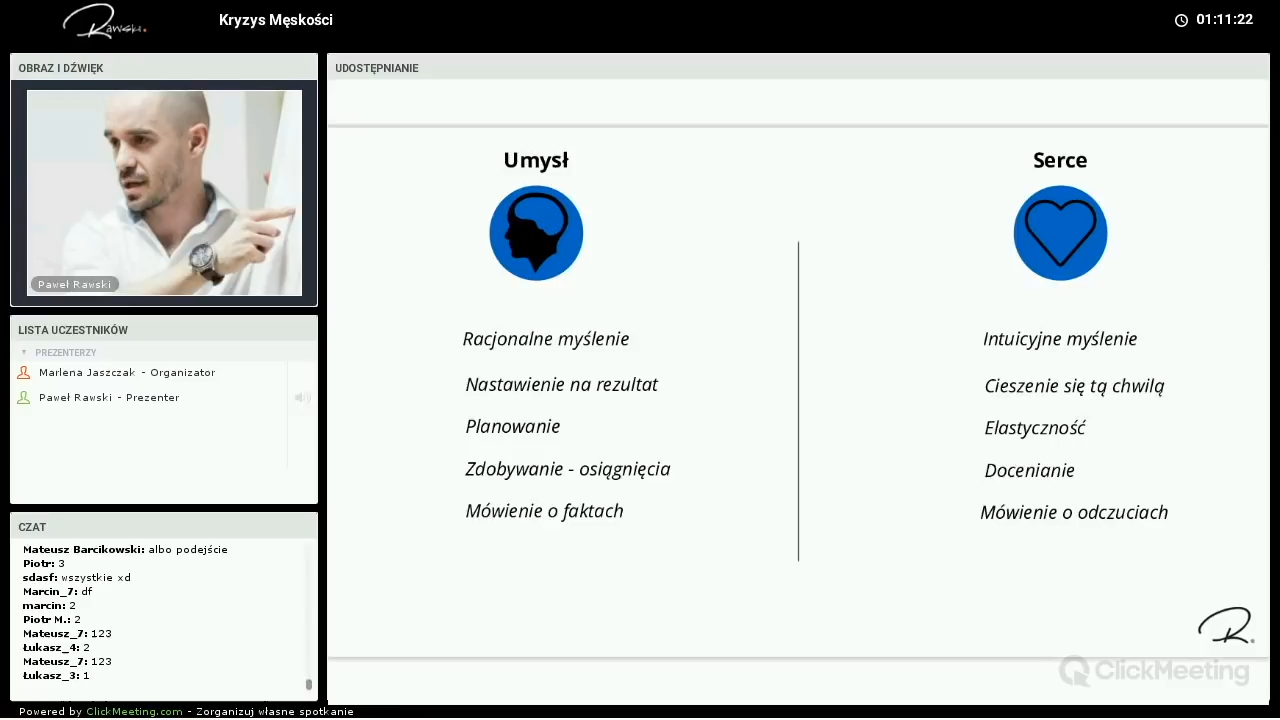 Rawski.
Kryzys Męskości
01:11:22
OBRAZ I DŹWIĘK
Paweł Rawski
LISTA UCZESTNIKÓW
PREZENTERZY
Marlena Jaszczak - Organizator
Paweł Rawski - Prezenter
CZAT
Mateusz Barcikowski: albo podejście
Piotr: 3
sdasf: wszystkie xd
Marcin_7: df
marcin: 2
Piotr M.: 2
Mateusz_7: 123
Łukasz_4: 2
Mateusz_7: 123
Łukasz_3: 1
UDOSTĘPNIANIE
Umysł
Racjonalne myślenie
Nastawienie na rezultat
Planowanie
Zdobywanie - osiągnięcia
Mówienie o faktach
Serce
Intuicyjne myślenie
Cieszenie się tą chwilą
Elastyczność
Docenianie
Mówienie o odczuciach
R.
ClickMeeting
Powered by ClickMeeting.com - Zorganizuj własne spotkanie